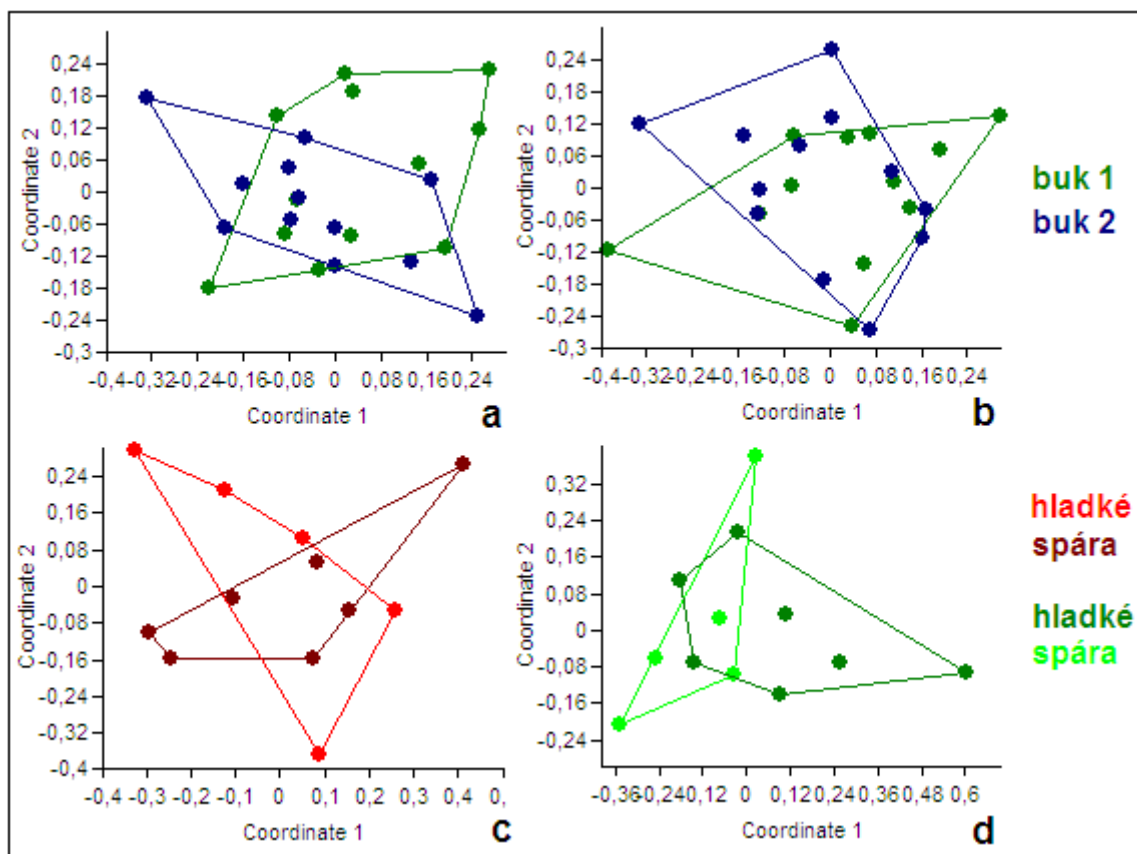 0,24
0,18
0,12
0,06
0
-0,06
-0,12
-0,18
-0,24
-0,3
Coordinate 2
-0,4 -0,32 -0,24 -0,16 -0,08 0 0,08 0,16 0,24
Coordinate 1
a
0,24
0,18
0,12
0,06
0
-0,06
-0,12
-0,18
-0,24
-0,3
Coordinate 2
-0,4 -0,32 -0,24 -0,16 -0,08 0 0,08 0,16 0,24
Coordinate 1
b
buk 1
buk 2
0,24
0,16
0,08
0
-0,08
-0,16
-0,24
-0,32
-0,4
Coordinate 2
-0,4 -0,3 -0,2 -0,1 0 0,1 0,2 0,3 0,4 0,
Coordinate 1
c
0,32
0,24
0,16
0,08
0
-0,08
-0,16
-0,24
Coordinate 2
-0,36 -0,24 -0,12 0 0,12 0,24 0,36 0,48 0,6
Coordinate 1
d
hladké
spára
hladké
spára